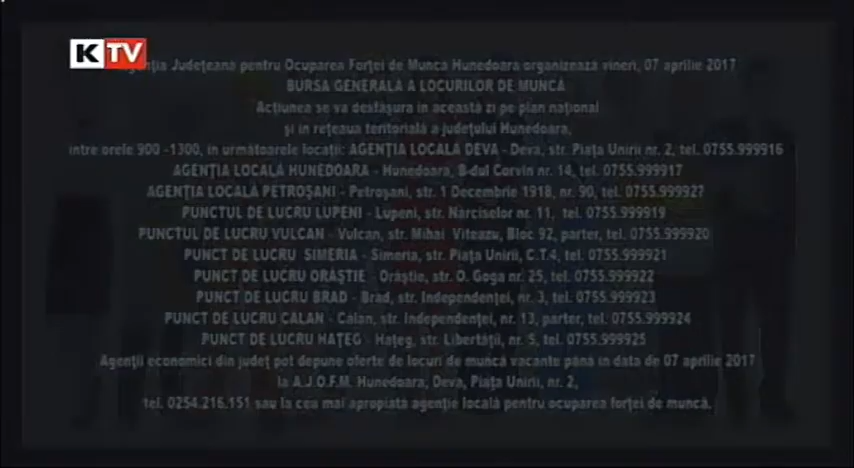 K TV
Agenția Județeană pentru Ocuparea Forței de Muncă Hunedoara organizează vineri, 07 aprilie 2017
BURSA GENERALĂ A LOCURILOR DE MUNCĂ
Acțiunea se va desfășura în această zi pe plan național
și în rețeaua teritorială a județului Hunedoara,
între orele 900 -1300, în următoarele locații: AGENȚIA LOCALĂ DEVA - Deva, str. Piața Unirii nr. 2, tel. 0755.999916
AGENȚIA LOCALĂ HUNEDOARA - Hunedoara, B-dul Corvin nr. 14, tel. 0755.999917
AGENȚIA LOCALĂ PETROȘANI - Petroșani, str. 1 Decembrie 1918, nr. 90, tel. 0755.999927
PUNCTUL DE LUCRU LUPENI - Lupeni, str. Narciselor nr. 11, tel. 0755.999919
PUNCTUL DE LUCRU VULCAN - Vulcan, str. Mihai Viteazu, Bloc 92, parter, tel. 0755.999920
PUNCT DE LUCRU SIMERIA - Simeria, str. Piața Unirii, C.T.4, tel. 0755.999921
PUNCT DE LUCRU ORĂȘTIE - Orăștie, str. O. Goga nr. 25, tel. 0755.999922
PUNCT DE LUCRU BRAD - Brad, str. Independenței, nr. 3, tel. 0755.999923
PUNCT DE LUCRU CĂLAN - Călan, str. Independenței, nr. 13, parter, tel. 0755.999924
PUNCT DE LUCRU HAȚEG - Hațeg, str. Libertății, nr. 5, tel. 0755.999925
Agenții economici din județ pot depune oferte de locuri de muncă vacante până în data de 07 aprilie 2017
la A.J.O.F.M. Hunedoara, Deva, Piața Unirii, nr. 2,
tel. 0254.216.151 sau la cea mai apropiată agenție locală pentru ocuparea forței de muncă.